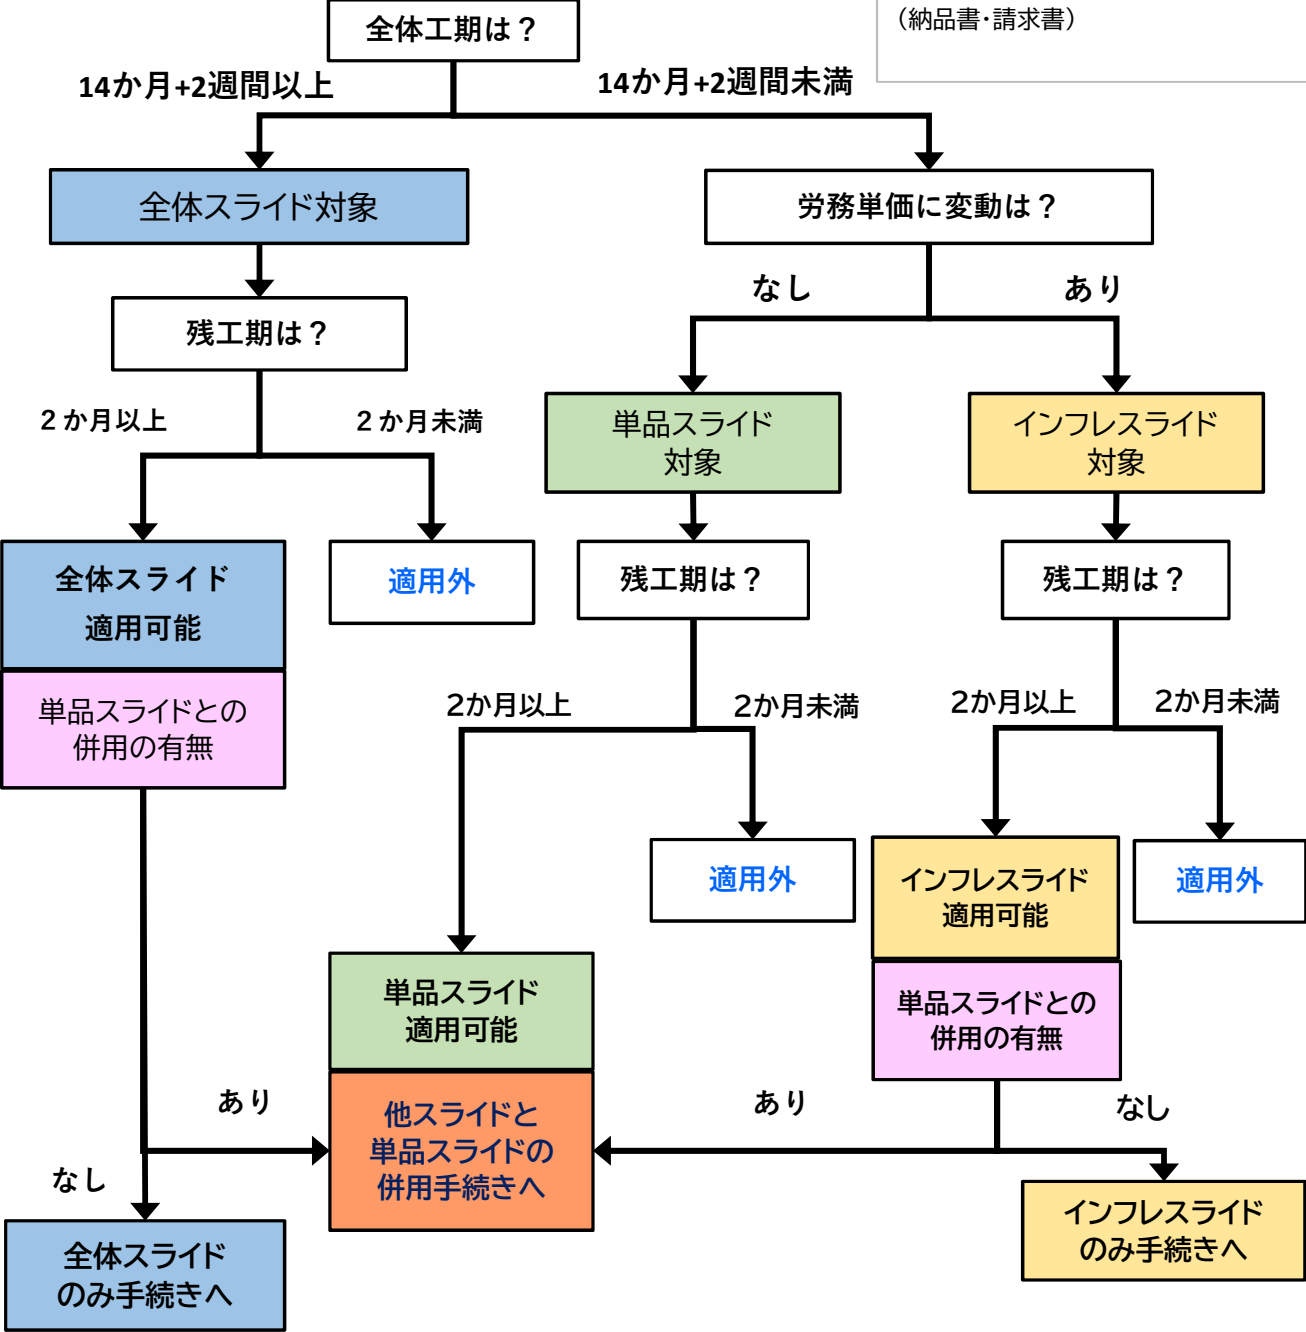 （納品書・請求書）
全体工期は？
14か月+2週間以上
14か月+2週間未満
全体スライド対象
労務単価に変動は？
なし
あり
残工期は？
２か月以上
２か月未満
単品スライド
対象
インフレスライド
対象
全体スライド
適用可能
適用外
残工期は？
残工期は？
単品スライドとの
併用の有無
2か月以上
2か月未満
2か月以上
2か月未満
適用外
インフレスライド
適用可能
適用外
単品スライド
適用可能
単品スライドとの
併用の有無
あり
他スライドと
単品スライドの
併用手続きへ
あり
なし
なし
全体スライド
のみ手続きへ
インフレスライド
のみ手続きへ